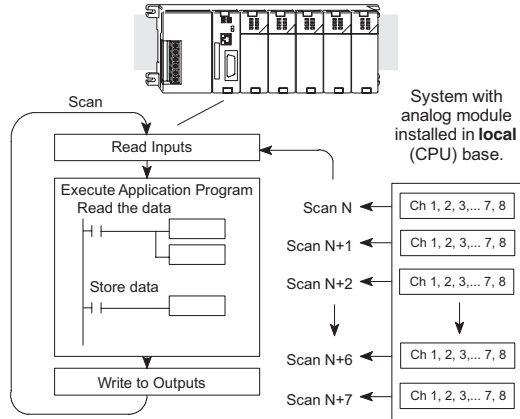 System with
analog module
installed in local
(CPU) base.
Scan
Read Inputs
Execute Application Program
Read the data
Store data
Write to Outputs
Scan N
Ch 1, 2, 3,... 7, 8
Scan N+1
Ch 1, 2, 3,... 7, 8
Scan N+2
Ch 1, 2, 3,... 7, 8
Scan N+6
Ch 1, 2, 3,... 7, 8
Scan N+7
Ch 1, 2, 3,... 7, 8